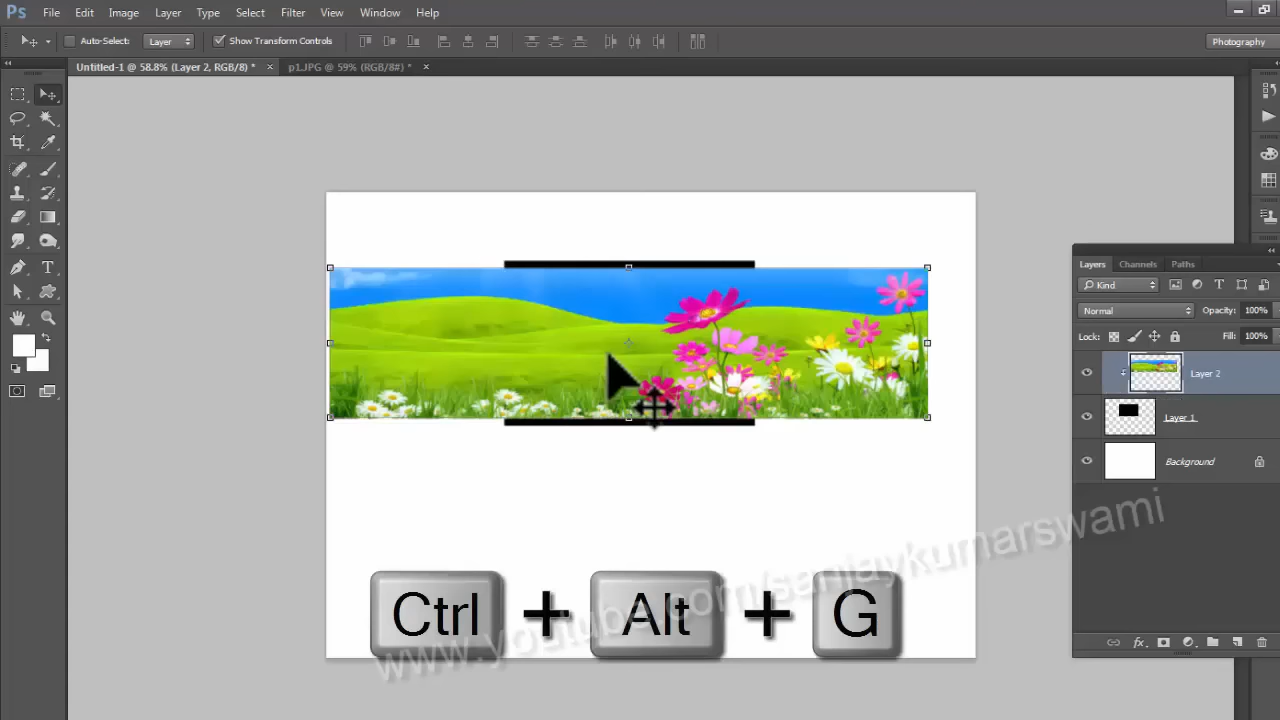 Ps File Edit Image Layer Type Select Filter View Window Help
Auto-Select: Layer Show Transform Controls Photography
Untitled-1 @ 58.8% (Layer 2, RGB/8) * × p1.JPG @ 59% (RGB/8#) * ×
Layers Channels Paths
Kind
Normal Opacity: 100%
Lock: Fill: 100%
Layer 2
Layer 1
Background
www.youtube.com/sanjaykumarswami
Ctrl + Alt + G
fx